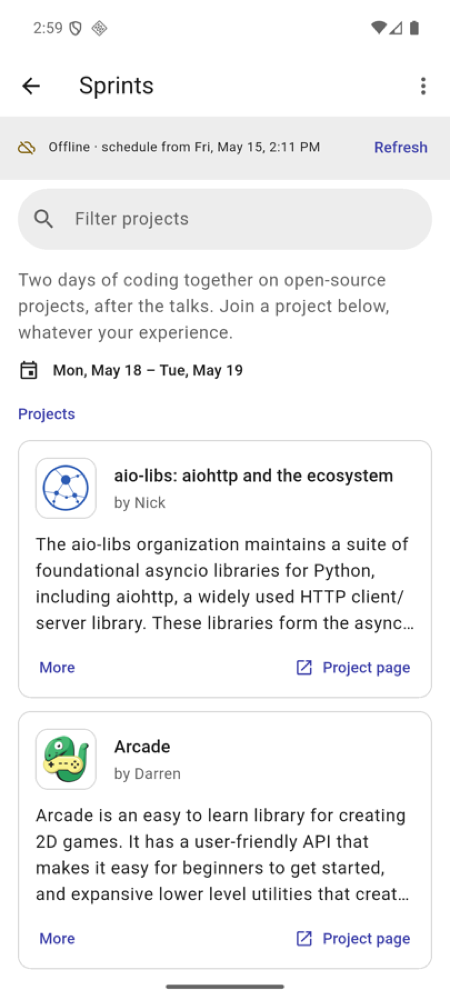 2:59
Sprints
Offline · schedule from Fri, May 15, 2:11 PM
Refresh
Filter projects
Two days of coding together on open-source
projects, after the talks. Join a project below,
whatever your experience.
Mon, May 18 – Tue, May 19
Projects
aio-libs: aiohttp and the ecosystem
by Nick
The aio-libs organization maintains a suite of
foundational asyncio libraries for Python,
including aiohttp, a widely used HTTP client/
server library. These libraries form the async…
More
Project page
Arcade
by Darren
Arcade is an easy to learn library for creating
2D games. It has a user-friendly API that
makes it easy for beginners to get started,
and expansive lower level utilities that creat…
More
Project page